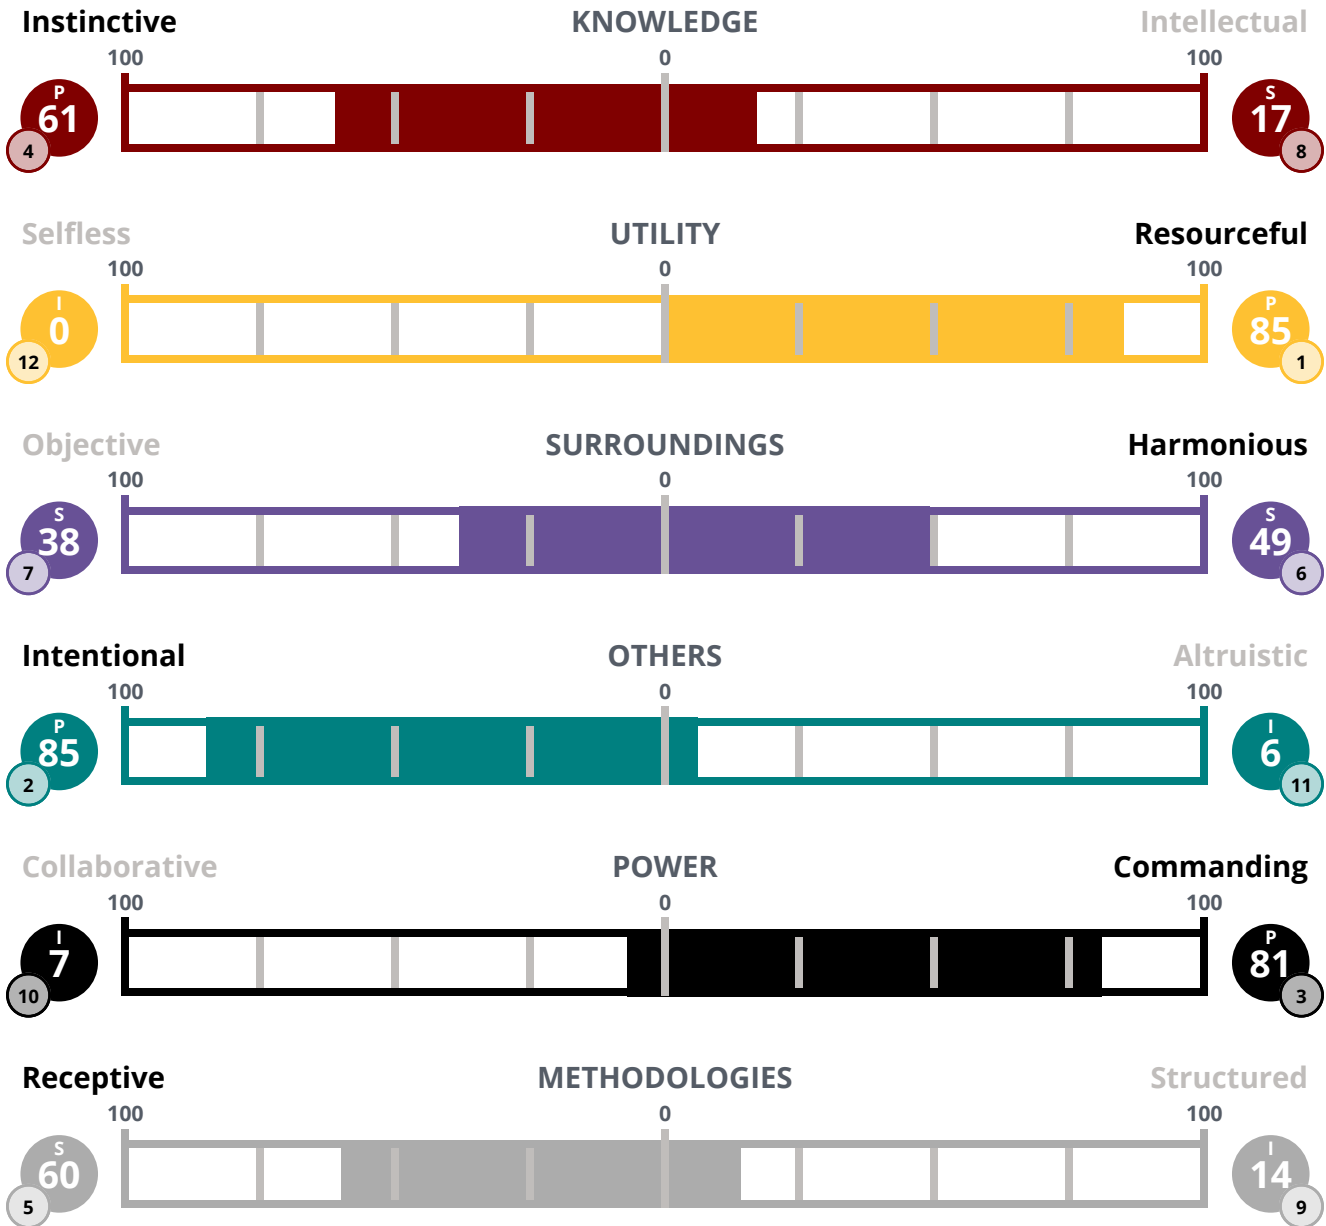 Instinctive KNOWLEDGE Intellectual
100 0 100
P 61 4 S 17 8
Selfless UTILITY Resourceful
100 0 100
I 0 12 P 85 1
Objective SURROUNDINGS Harmonious
100 0 100
S 38 7 S 49 6
Intentional OTHERS Altruistic
100 0 100
P 85 2 I 6 11
Collaborative POWER Commanding
100 0 100
I 7 10 P 81 3
Receptive METHODOLOGIES Structured
100 0 100
S 60 5 I 14 9